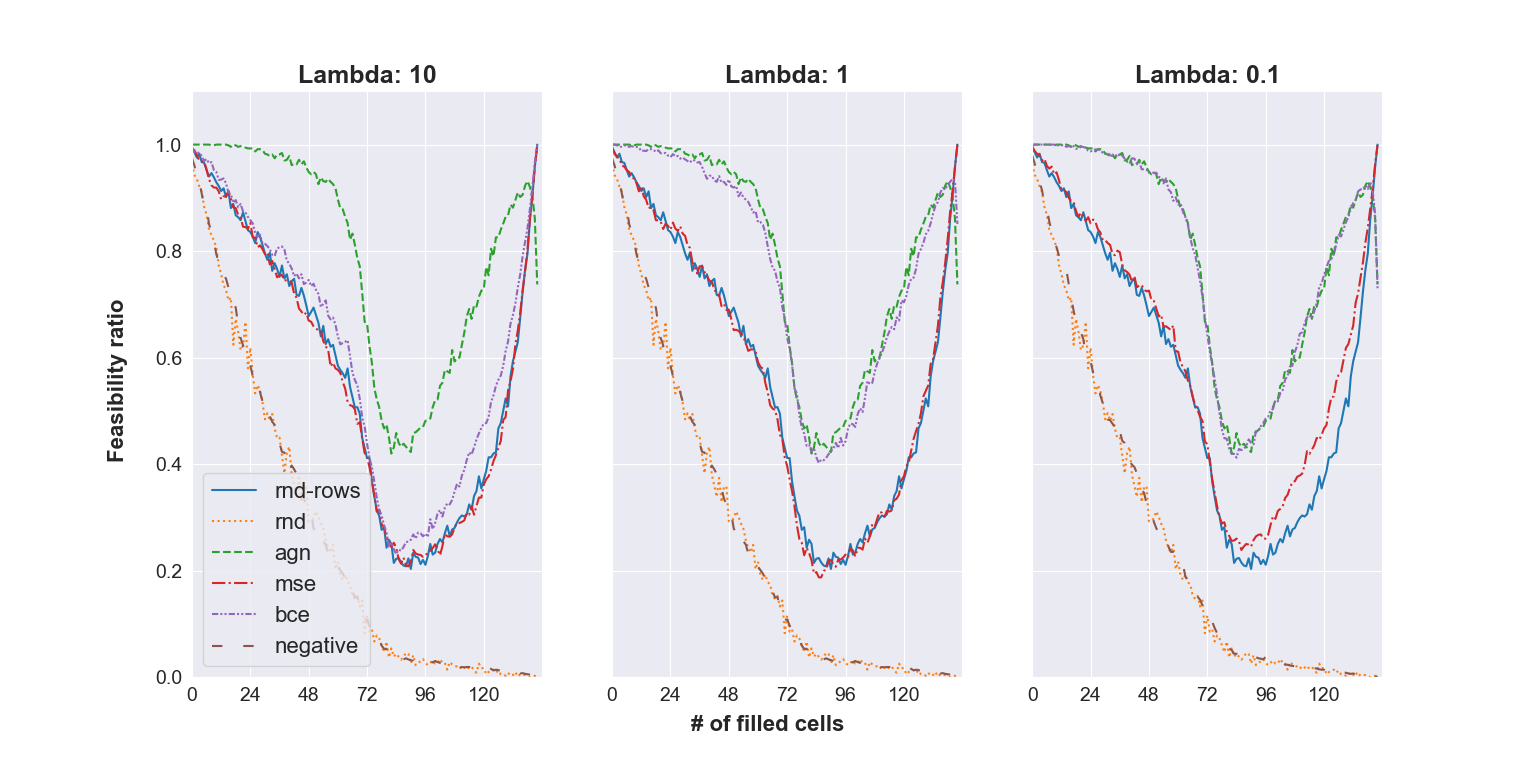 Lambda: 10
Lambda: 1
Lambda: 0.1
Feasibility ratio
1.0
0.8
0.6
0.4
0.2
0.0
rnd-rows
rnd
agn
mse
bce
negative
0 24 48 72 96 120
0 24 48 72 96 120
0 24 48 72 96 120
# of filled cells